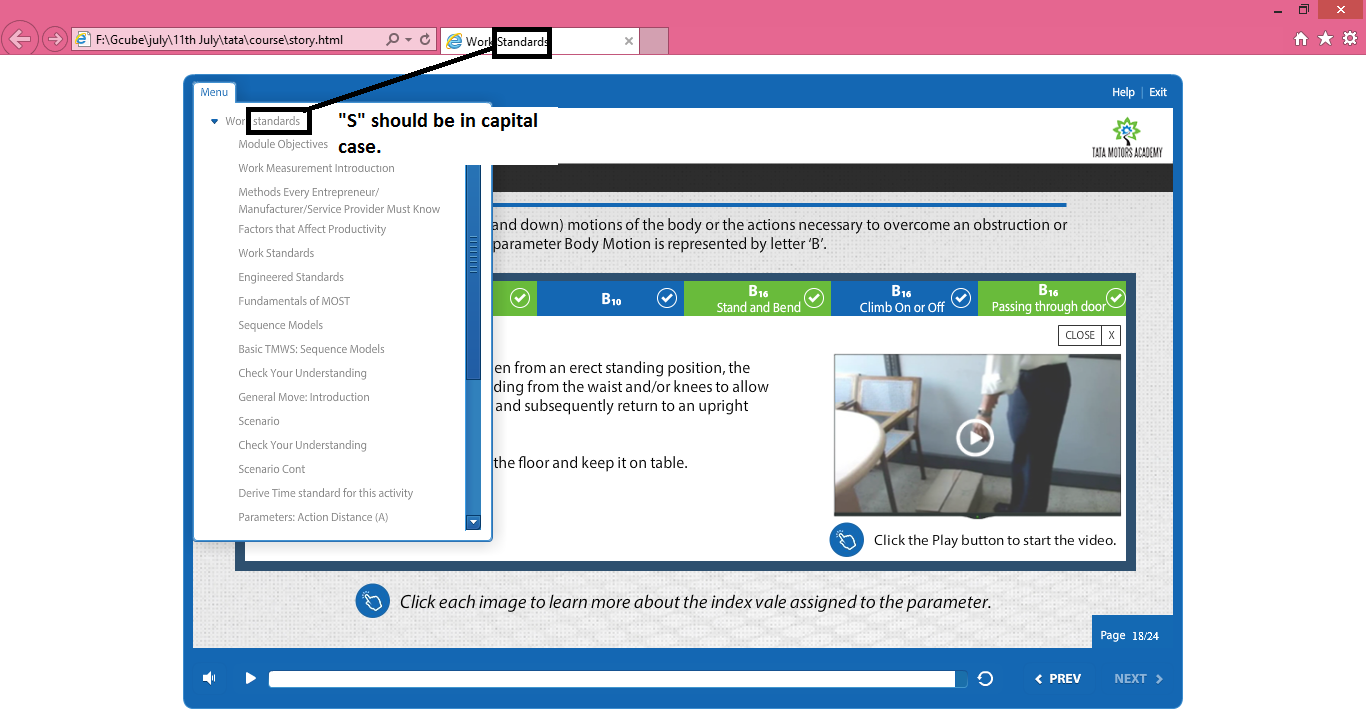 F:\Gcube\july\11th July\tata\course\story.html
Work Standards
Menu
Help | Exit
Work standards
"S" should be in capital
case.
TATA MOTORS ACADEMY
Module Objectives
Work Measurement Introduction
Methods Every Entrepreneur/
Manufacturer/Service Provider Must Know
Factors that Affect Productivity
Work Standards
Engineered Standards
Fundamentals of MOST
Sequence Models
Basic TMWS: Sequence Models
Check Your Understanding
General Move: Introduction
Scenario
Check Your Understanding
Scenario Cont
Derive Time standard for this activity
Parameters: Action Distance (A)
and down) motions of the body or the actions necessary to overcome an obstruction or
parameter Body Motion is represented by letter ‘B’.
B₁₀
B₁₆
Stand and Bend
B₁₆
Climb On or Off
B₁₆
Passing through door
CLOSE X
en from an erect standing position, the
ding from the waist and/or knees to allow
and subsequently return to an upright
the floor and keep it on table.
Click the Play button to start the video.
Click each image to learn more about the index vale assigned to the parameter.
Page 18/24
PREV
NEXT